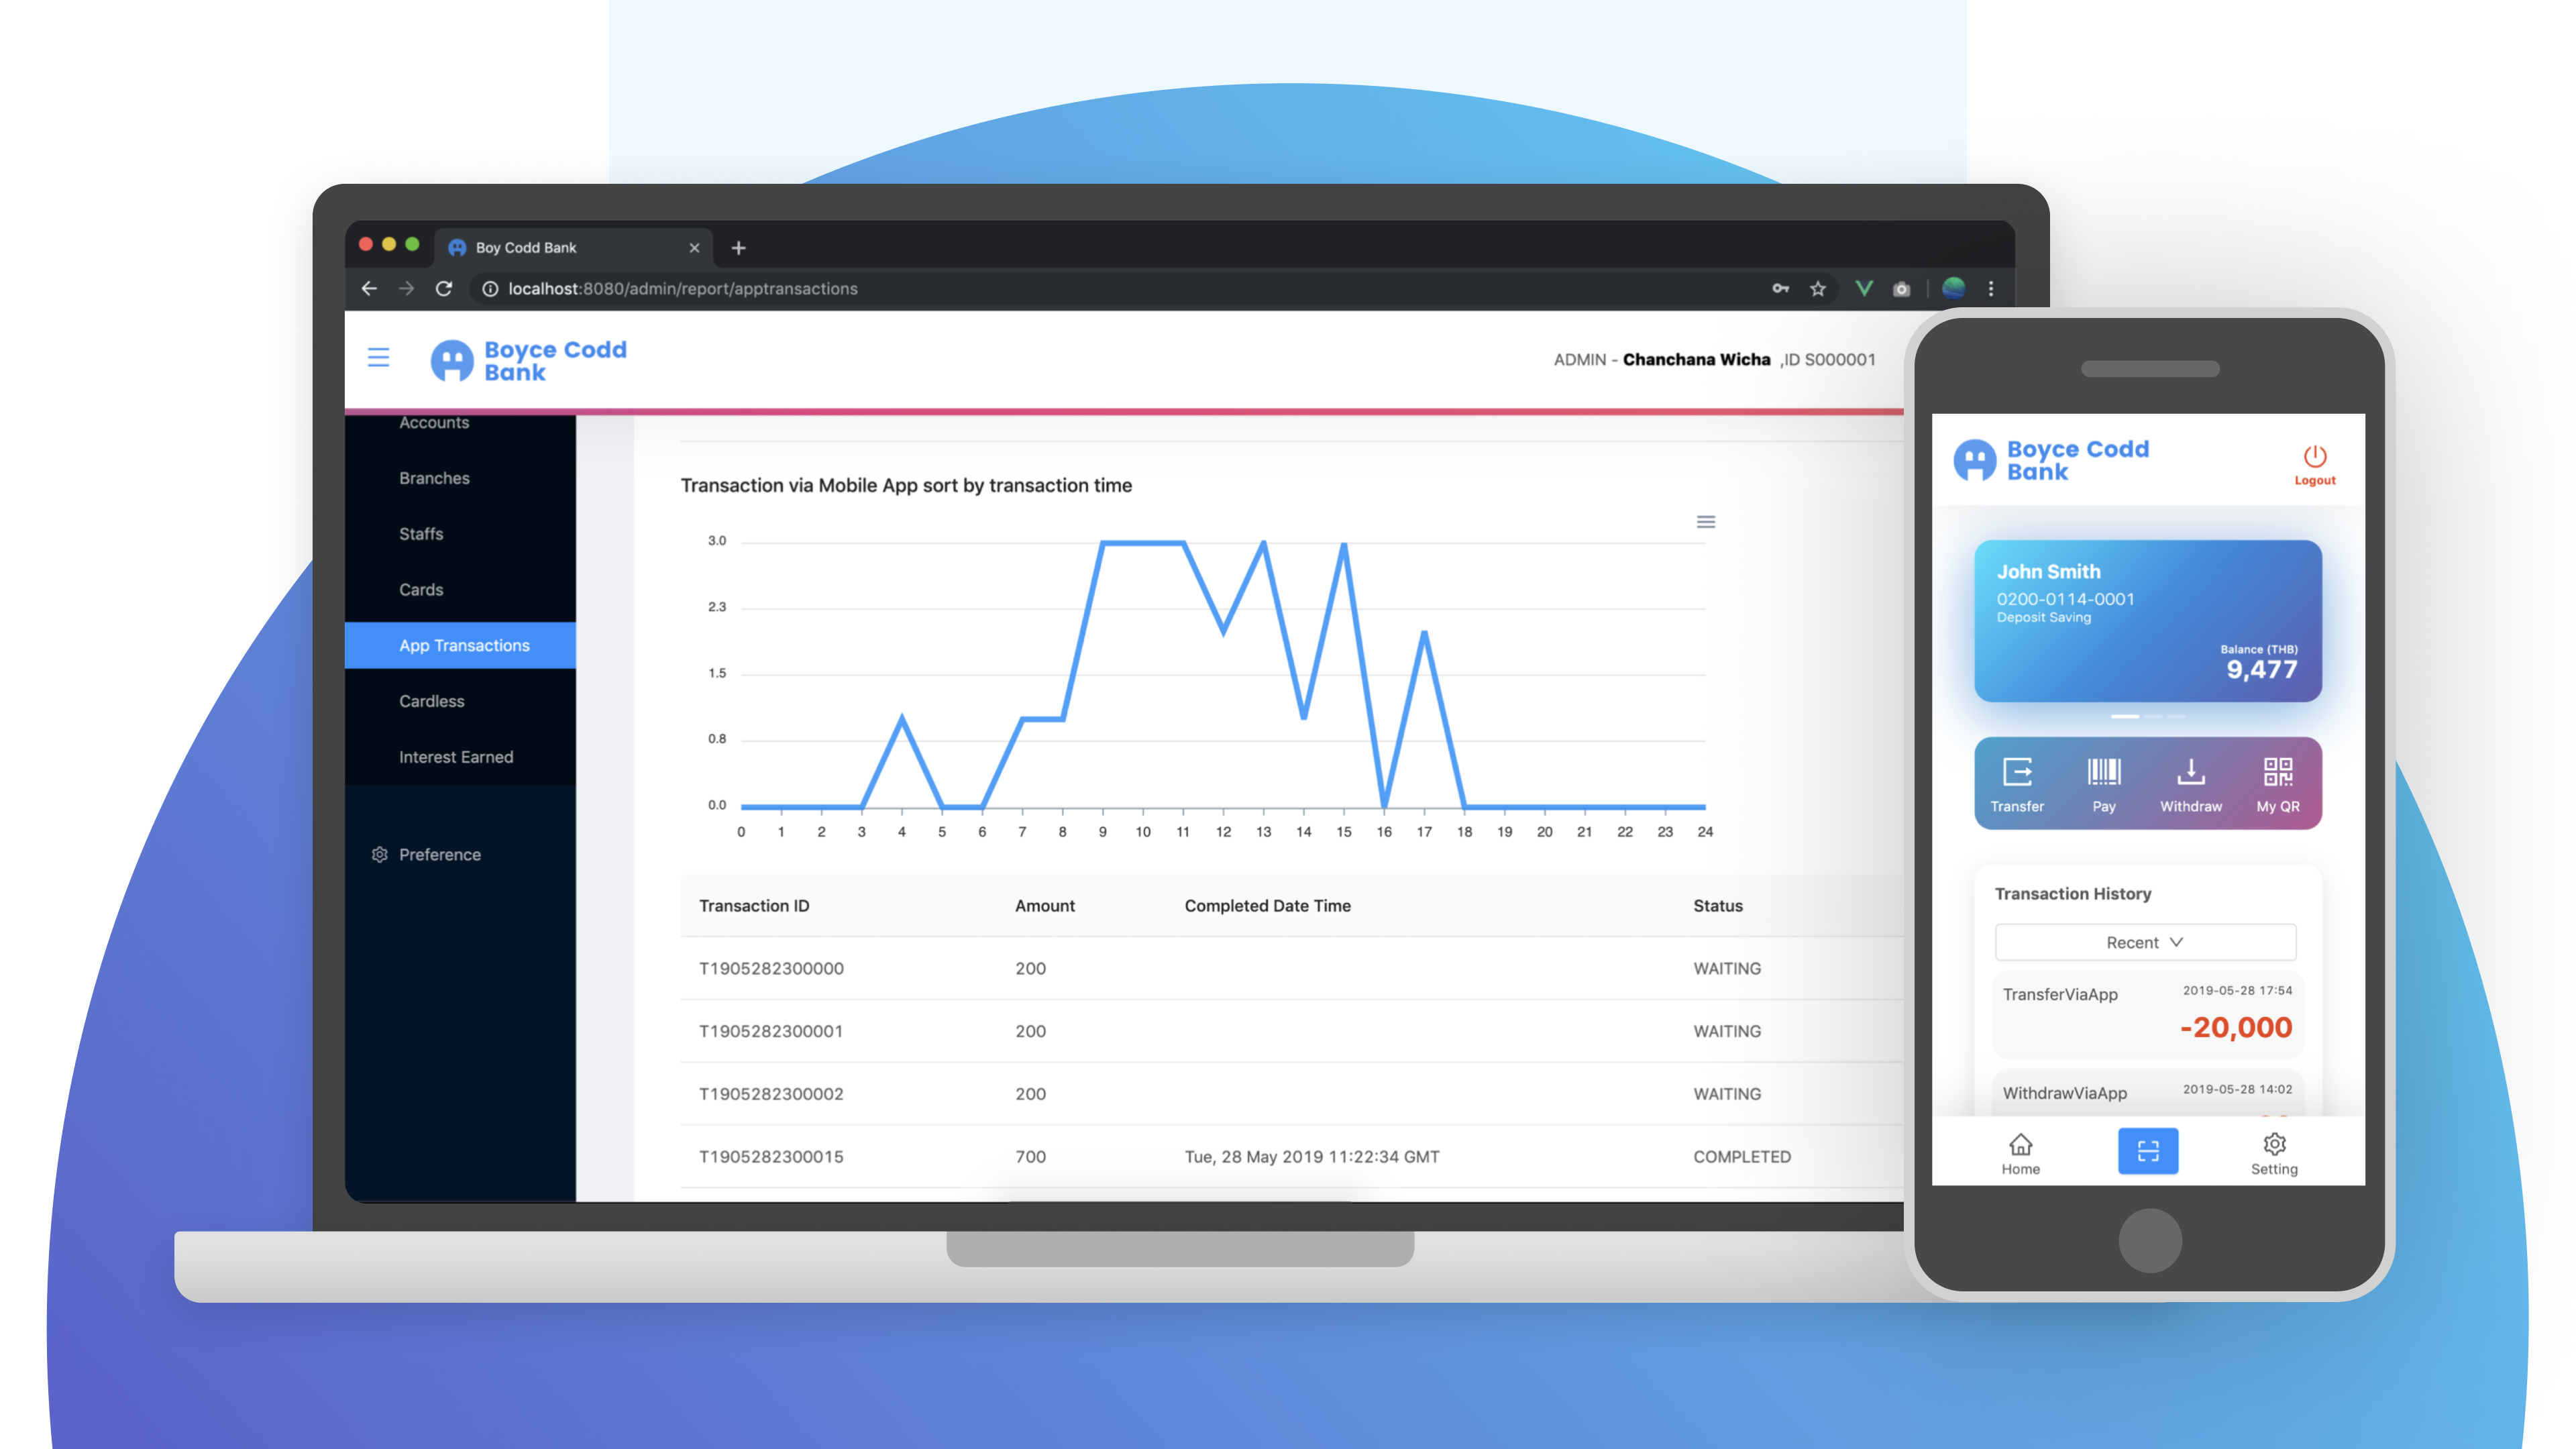 Boy Codd Bank
localhost:8080/admin/report/apptransactions
Boyce Codd
Bank
ADMIN - Chanchana Wicha ,ID S000001
Accounts
Branches
Staffs
Cards
App Transactions
Cardless
Interest Earned
Preference
Transaction via Mobile App sort by transaction time
3.0
2.3
1.5
0.8
0.0
0 1 2 3 4 5 6 7 8 9 10 11 12 13 14 15 16 17 18 19 20 21 22 23 24
Transaction ID Amount Completed Date Time Status
T1905282300000 200 WAITING
T1905282300001 200 WAITING
T1905282300002 200 WAITING
T1905282300015 700 Tue, 28 May 2019 11:22:34 GMT COMPLETED
Boyce Codd
Bank
Logout
John Smith
0200-0114-0001
Deposit Saving
Balance (THB)
9,477
Transfer Pay Withdraw My QR
Transaction History
Recent
TransferViaApp 2019-05-28 17:54
-20,000
WithdrawViaApp 2019-05-28 14:02
Home Setting